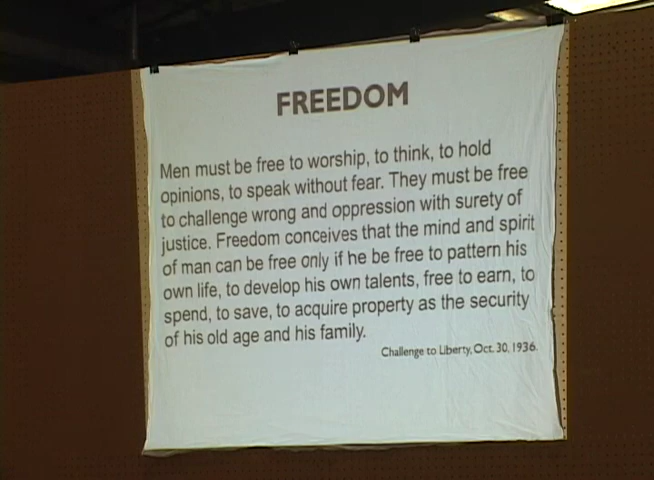 FREEDOM
Men must be free to worship, to think, to hold
opinions, to speak without fear. They must be free
to challenge wrong and oppression with surety of
justice. Freedom conceives that the mind and spirit
of man can be free only if he be free to pattern his
own life, to develop his own talents, free to earn, to
spend, to save, to acquire property as the security
of his old age and his family.
Challenge to Liberty, Oct. 30, 1936.